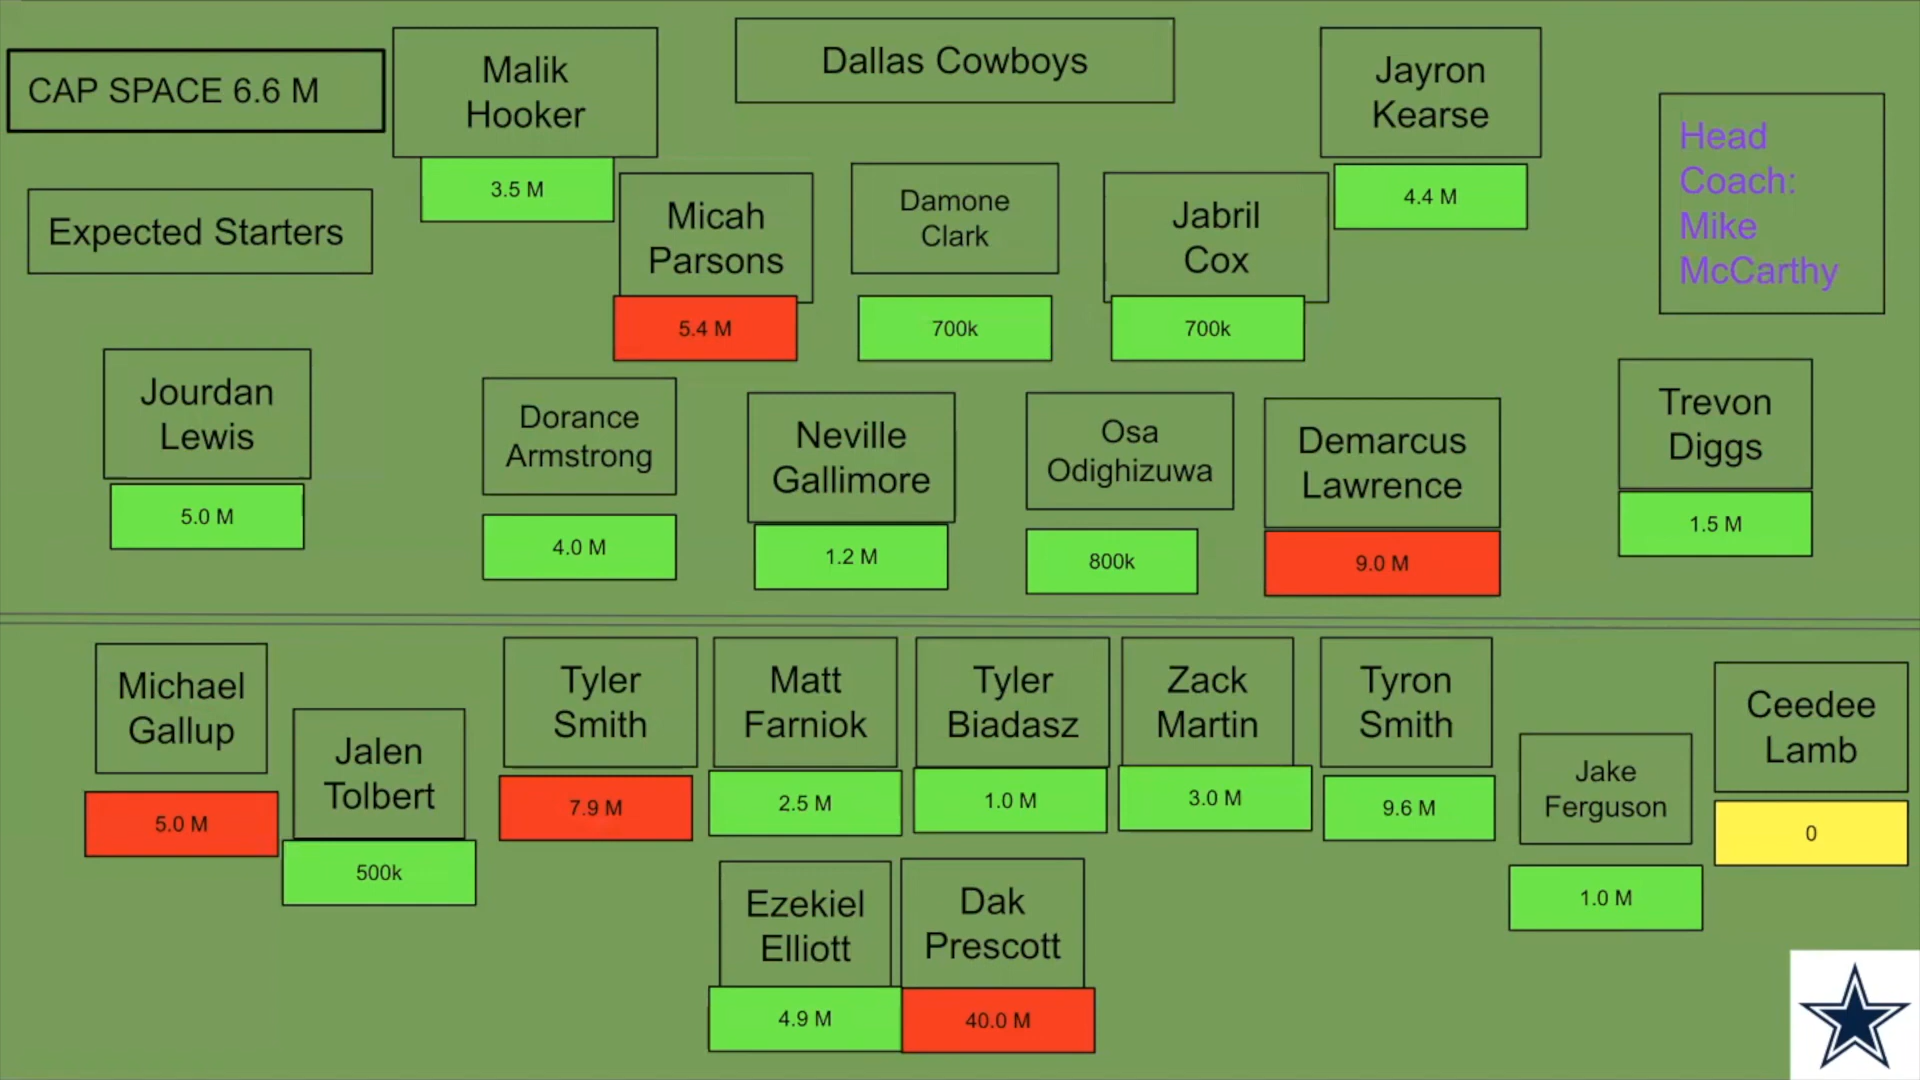 Dallas Cowboys
CAP SPACE 6.6 M
Malik
Hooker
3.5 M
Jayron
Kearse
4.4 M
Head
Coach:
Mike
McCarthy
Expected Starters
Micah
Parsons
5.4 M
Damone
Clark
700k
Jabril
Cox
700k
Jourdan
Lewis
5.0 M
Dorance
Armstrong
4.0 M
Neville
Gallimore
1.2 M
Osa
Odighizuwa
800k
Demarcus
Lawrence
9.0 M
Trevon
Diggs
1.5 M
Michael
Gallup
5.0 M
Jalen
Tolbert
500k
Tyler
Smith
7.9 M
Matt
Farniok
2.5 M
Tyler
Biadasz
1.0 M
Zack
Martin
3.0 M
Tyron
Smith
9.6 M
Jake
Ferguson
1.0 M
Ceedee
Lamb
0
Ezekiel
Elliott
4.9 M
Dak
Prescott
40.0 M